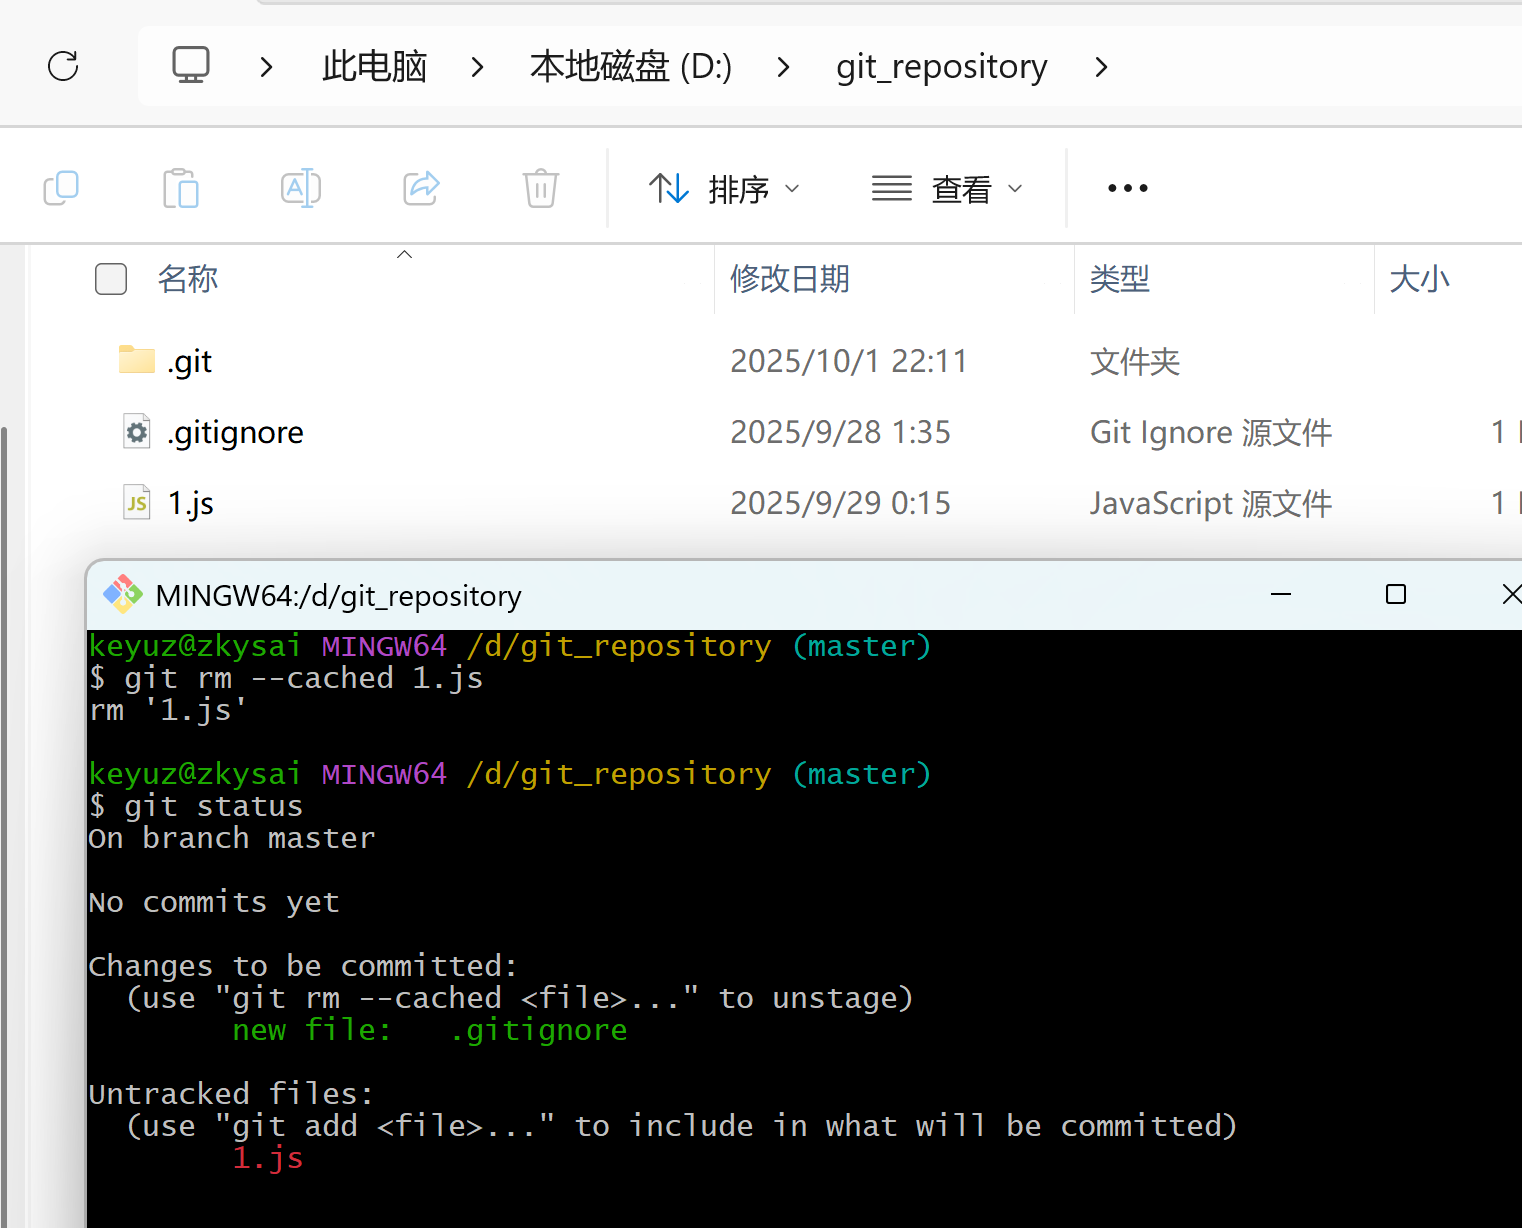 此电脑 本地磁盘 (D:) git_repository
排序 查看
名称 修改日期 类型 大小
.git 2025/10/1 22:11 文件夹
.gitignore 2025/9/28 1:35 Git Ignore 源文件 1
JS 1.js 2025/9/29 0:15 JavaScript 源文件 1
MINGW64:/d/git_repository
keyuz@zkysai MINGW64 /d/git_repository (master)
$ git rm --cached 1.js
rm '1.js'
keyuz@zkysai MINGW64 /d/git_repository (master)
$ git status
On branch master
No commits yet
Changes to be committed:
(use "git rm --cached <file>..." to unstage)
new file: .gitignore
Untracked files:
(use "git add <file>..." to include in what will be committed)
1.js